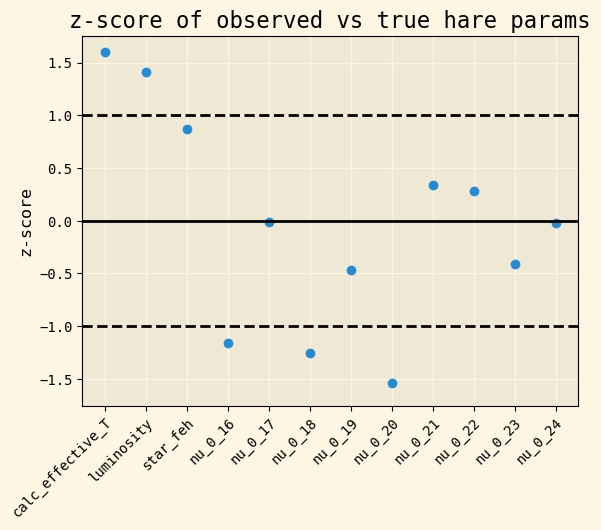 z-score of observed vs true hare params
z-score
1.5
1.0
0.5
0.0
−0.5
−1.0
−1.5
calc_effective_T
luminosity
star_feh
nu_0_16
nu_0_17
nu_0_18
nu_0_19
nu_0_20
nu_0_21
nu_0_22
nu_0_23
nu_0_24